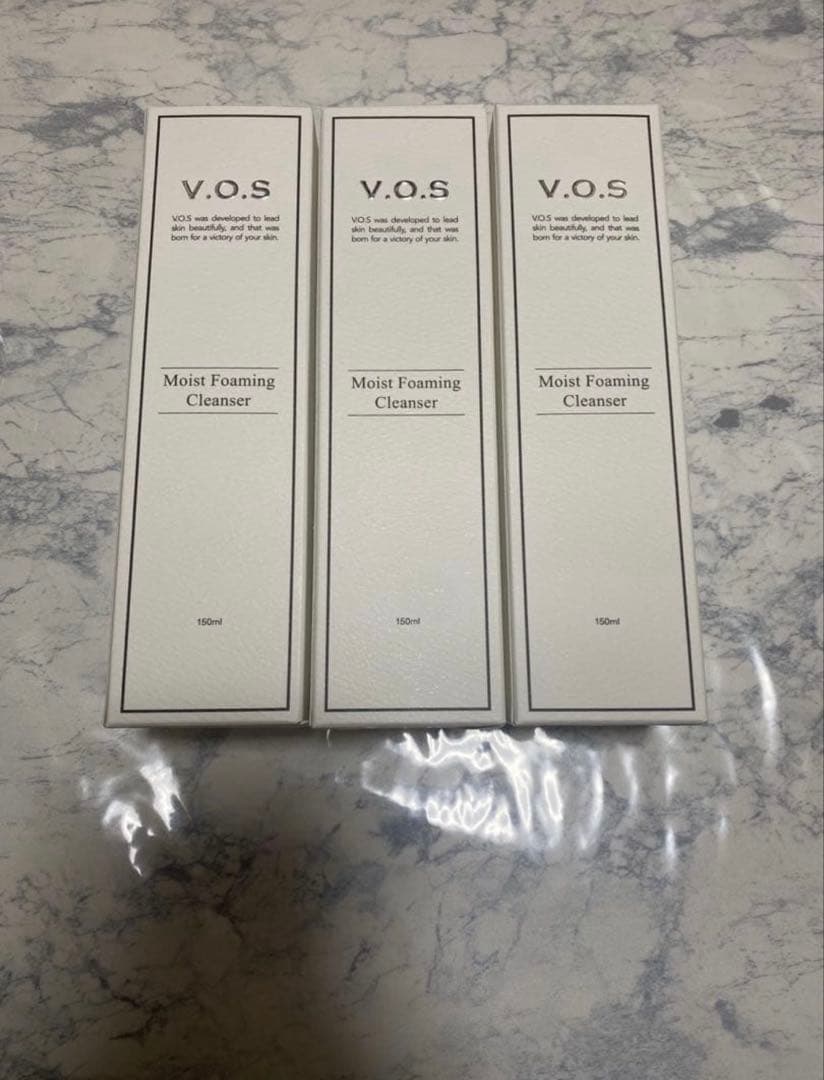 V.O.S
V.O.S was developed to lead
skin beautifully, and that was
born for a victory of your skin.
Moist Foaming
Cleanser
150ml
V.O.S
V.O.S was developed to lead
skin beautifully, and that was
born for a victory of your skin.
Moist Foaming
Cleanser
150ml
V.O.S
V.O.S was developed to lead
skin beautifully, and that was
born for a victory of your skin.
Moist Foaming
Cleanser
150ml